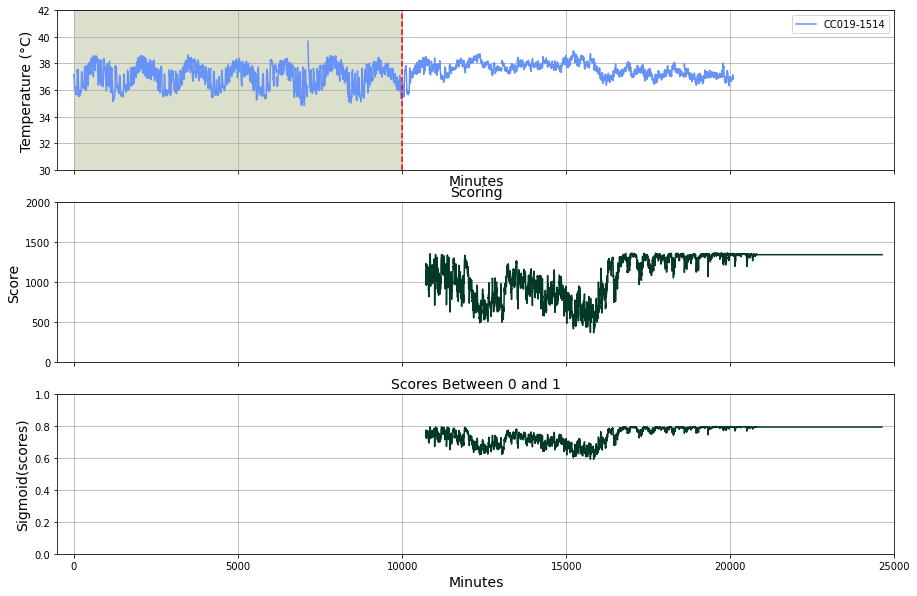 42
40
38
36
34
32
30
Temperature (°C)
CC019-1514
Minutes
Scoring
2000
1500
1000
500
0
Score
Scores Between 0 and 1
1.0
0.8
0.6
0.4
0.2
0.0
Sigmoid(scores)
0 5000 10000 15000 20000 25000
Minutes